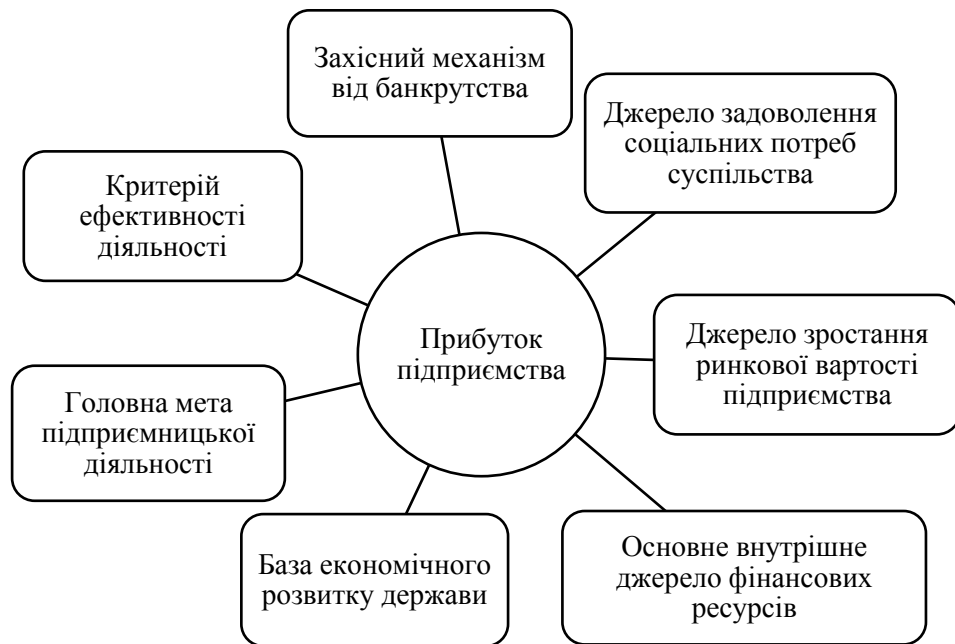 Захісний механізм
від банкрутства
Джерело задоволення
соціальних потреб
суспільства
Критерій
ефективності
діяльності
Прибуток
підприємства
Джерело зростання
ринкової вартості
підприємства
Головна мета
підприємницької
діяльності
База економічного
розвитку держави
Основне внутрішне
джерело фінансових
ресурсів